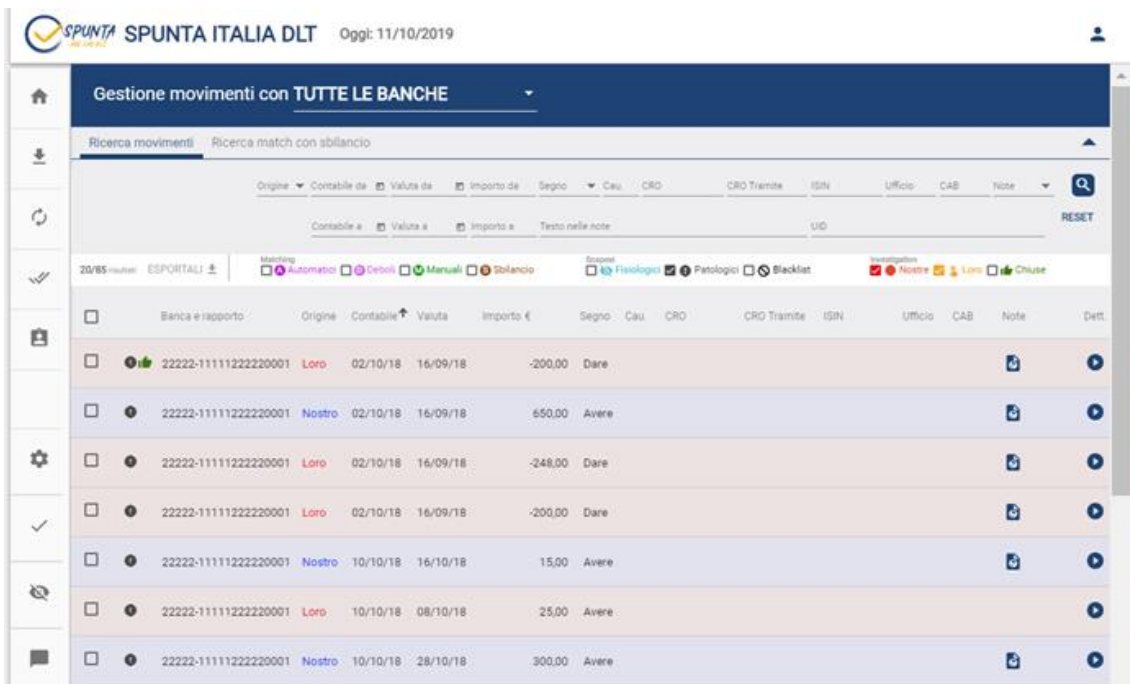 SPUNTA SPUNTA ITALIA DLT Oggi: 11/10/2019
Gestione movimenti con TUTTE LE BANCHE
Ricerca movimenti Ricerca match con sbilancio
Origine Contabile da Valuta da Importo da Segno Cau. CRO CRO Tramite ISIN Ufficio CAB Note
Contabile a Valuta a Importo a Testo nelle note UID RESET
Matching Sospesi Investigation
20/85 risultati ESPORTALI Automatici Deboli Manuali Sbilancio Fisiologici Patologici Blacklist Nostre Loro Chiuse
Banca e rapporto Origine Contabile Valuta Importo € Segno Cau. CRO CRO Tramite ISIN Ufficio CAB Note Dett.
22222-11111222220001 Loro 02/10/18 16/09/18 -200,00 Dare
22222-11111222220001 Nostro 02/10/18 16/09/18 650,00 Avere
22222-11111222220001 Loro 02/10/18 16/09/18 -248,00 Dare
22222-11111222220001 Loro 02/10/18 16/09/18 -200,00 Dare
22222-11111222220001 Nostro 10/10/18 16/10/18 15,00 Avere
22222-11111222220001 Loro 10/10/18 08/10/18 25,00 Avere
22222-11111222220001 Nostro 10/10/18 28/10/18 300,00 Avere